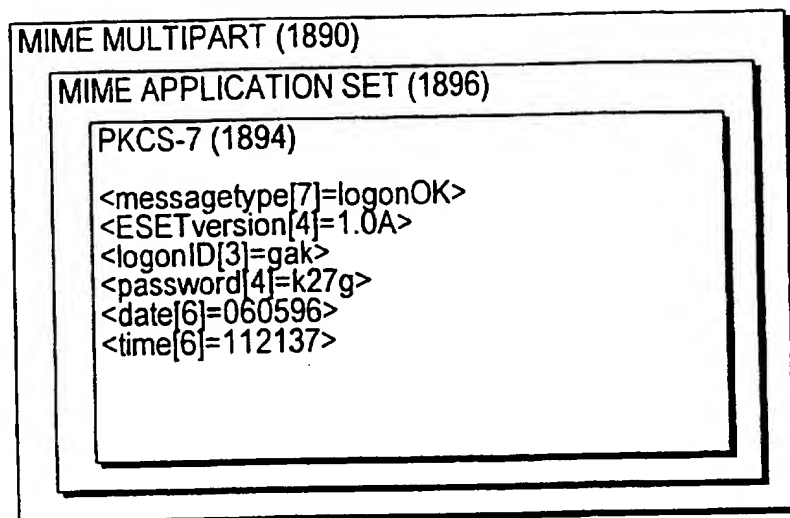 MIME MULTIPART (1890)
MIME APPLICATION SET (1896)
PKCS-7 (1894)
<messagetype[7]=logonOK>
<ESETversion[4]=1.0A>
<logonID[3]=gak>
<password[4]=k27g>
<date[6]=060596>
<time[6]=112137>